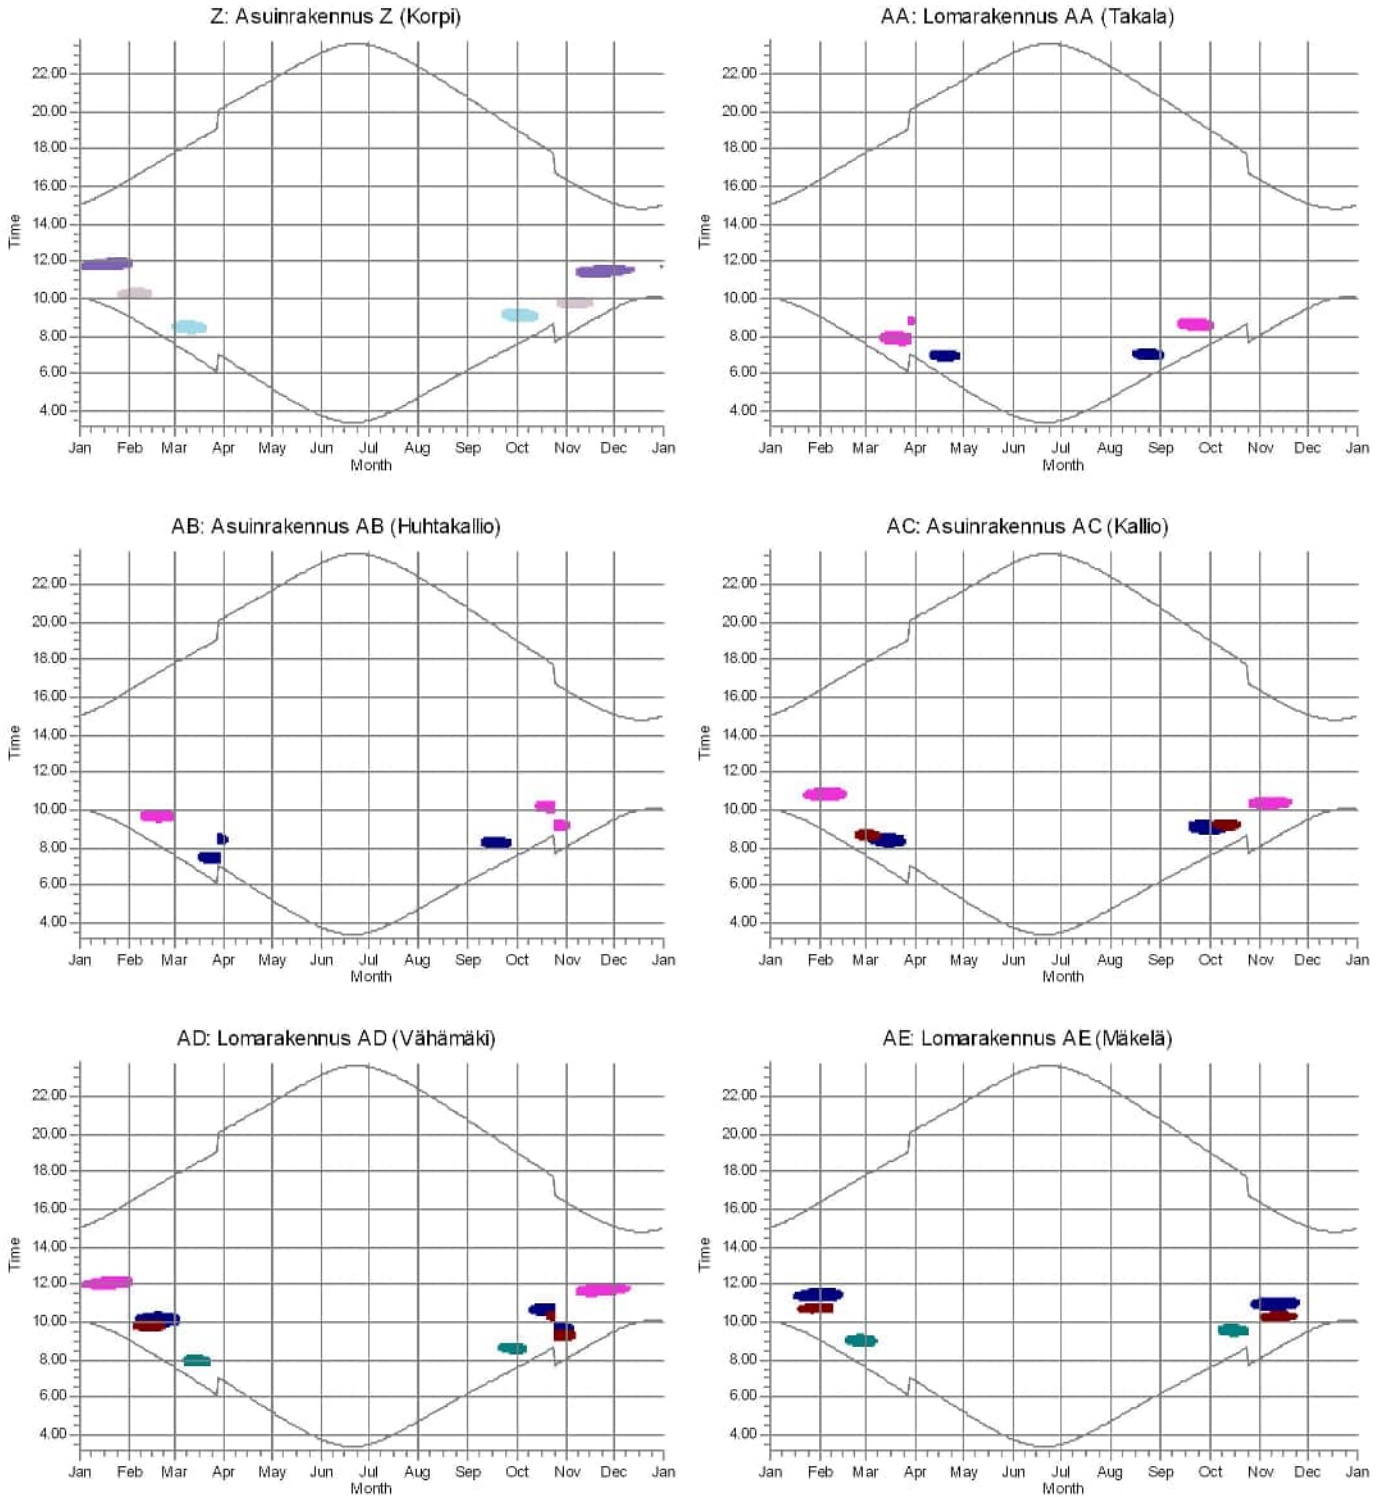 Z: Asuinrakennus Z (Korpi)
22.00
20.00
18.00
16.00
14.00
12.00
10.00
8.00
6.00
4.00
Time
Jan Feb Mar Apr May Jun Jul Aug Sep Oct Nov Dec Jan
Month
AA: Lomarakennus AA (Takala)
22.00
20.00
18.00
16.00
14.00
12.00
10.00
8.00
6.00
4.00
Time
Jan Feb Mar Apr May Jun Jul Aug Sep Oct Nov Dec Jan
Month
AB: Asuinrakennus AB (Huhtakallio)
22.00
20.00
18.00
16.00
14.00
12.00
10.00
8.00
6.00
4.00
Time
Jan Feb Mar Apr May Jun Jul Aug Sep Oct Nov Dec Jan
Month
AC: Asuinrakennus AC (Kallio)
22.00
20.00
18.00
16.00
14.00
12.00
10.00
8.00
6.00
4.00
Time
Jan Feb Mar Apr May Jun Jul Aug Sep Oct Nov Dec Jan
Month
AD: Lomarakennus AD (Vähämäki)
22.00
20.00
18.00
16.00
14.00
12.00
10.00
8.00
6.00
4.00
Time
Jan Feb Mar Apr May Jun Jul Aug Sep Oct Nov Dec Jan
Month
AE: Lomarakennus AE (Mäkelä)
22.00
20.00
18.00
16.00
14.00
12.00
10.00
8.00
6.00
4.00
Time
Jan Feb Mar Apr May Jun Jul Aug Sep Oct Nov Dec Jan
Month